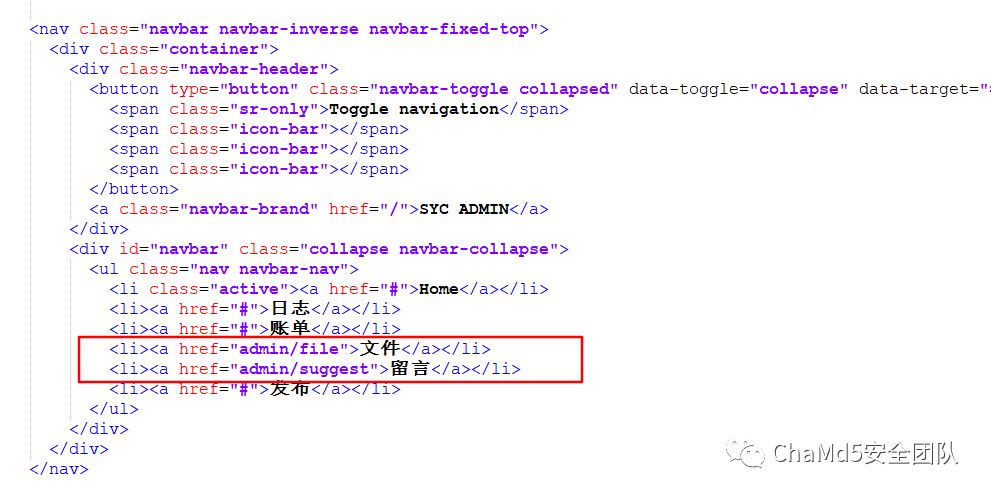 <nav class="navbar navbar-inverse navbar-fixed-top">
<div class="container">
<div class="navbar-header">
<button type="button" class="navbar-toggle collapsed" data-toggle="collapse" data-target="
<span class="sr-only">Toggle navigation</span>
<span class="icon-bar"></span>
<span class="icon-bar"></span>
<span class="icon-bar"></span>
</button>
<a class="navbar-brand" href="/">SYC ADMIN</a>
</div>
<div id="navbar" class="collapse navbar-collapse">
<ul class="nav navbar-nav">
<li class="active"><a href="#">Home</a></li>
<li><a href="#">日志</a></li>
<li><a href="#">账单</a></li>
<li><a href="admin/file">文件</a></li>
<li><a href="admin/suggest">留言</a></li>
<li><a href="#">发布</a></li>
</ul>
</div>
</div>
</nav>
ChaMd5安全团队